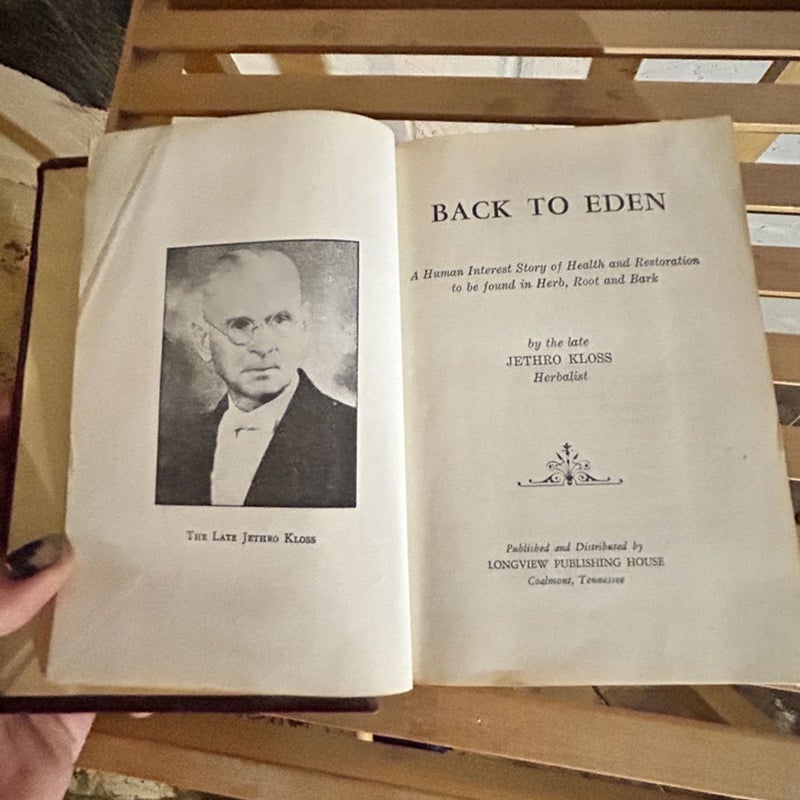 THE LATE JETHRO KLOSS
BACK TO EDEN
A Human Interest Story of Health and Restoration
to be found in Herb, Root and Bark
by the late
JETHRO KLOSS
Herbalist
Published and Distributed by
LONGVIEW PUBLISHING HOUSE
Coalmont, Tennessee